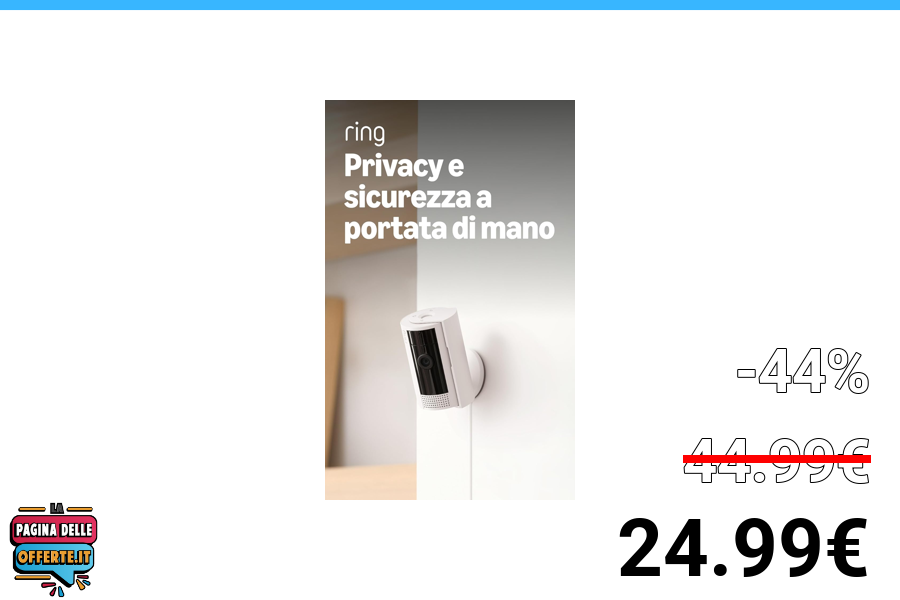 ring
Privacy e
sicurezza a
portata di mano
-44%
44.99€
24.99€
LA
PAGINA DELLE
OFFERTE.IT